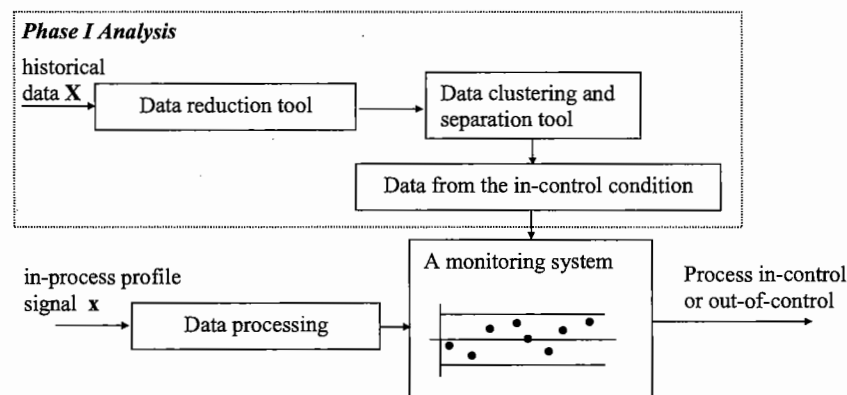 Phase I Analysis
historical
data X
Data reduction tool
Data clustering and
separation tool
Data from the in-control condition
A monitoring system
in-process profile
signal x
Data processing
Process in-control
or out-of-control